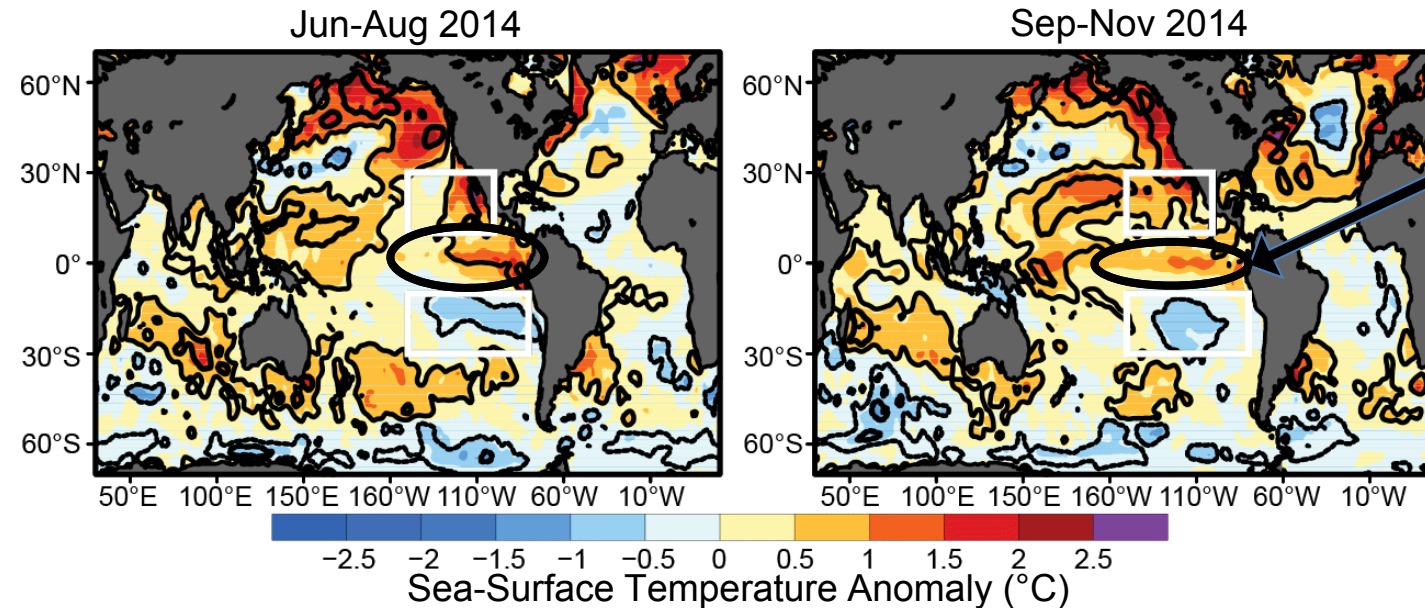 Jun-Aug 2014
Sep-Nov 2014
60°N
30°N
0°
30°S
60°S
60°N
30°N
0°
30°S
60°S
50°E 100°E 150°E 160°W 110°W 60°W 10°W
50°E 100°E 150°E 160°W 110°W 60°W 10°W
−2.5 −2 −1.5 −1 −0.5 0 0.5 1 1.5 2 2.5
Sea-Surface Temperature Anomaly (°C)